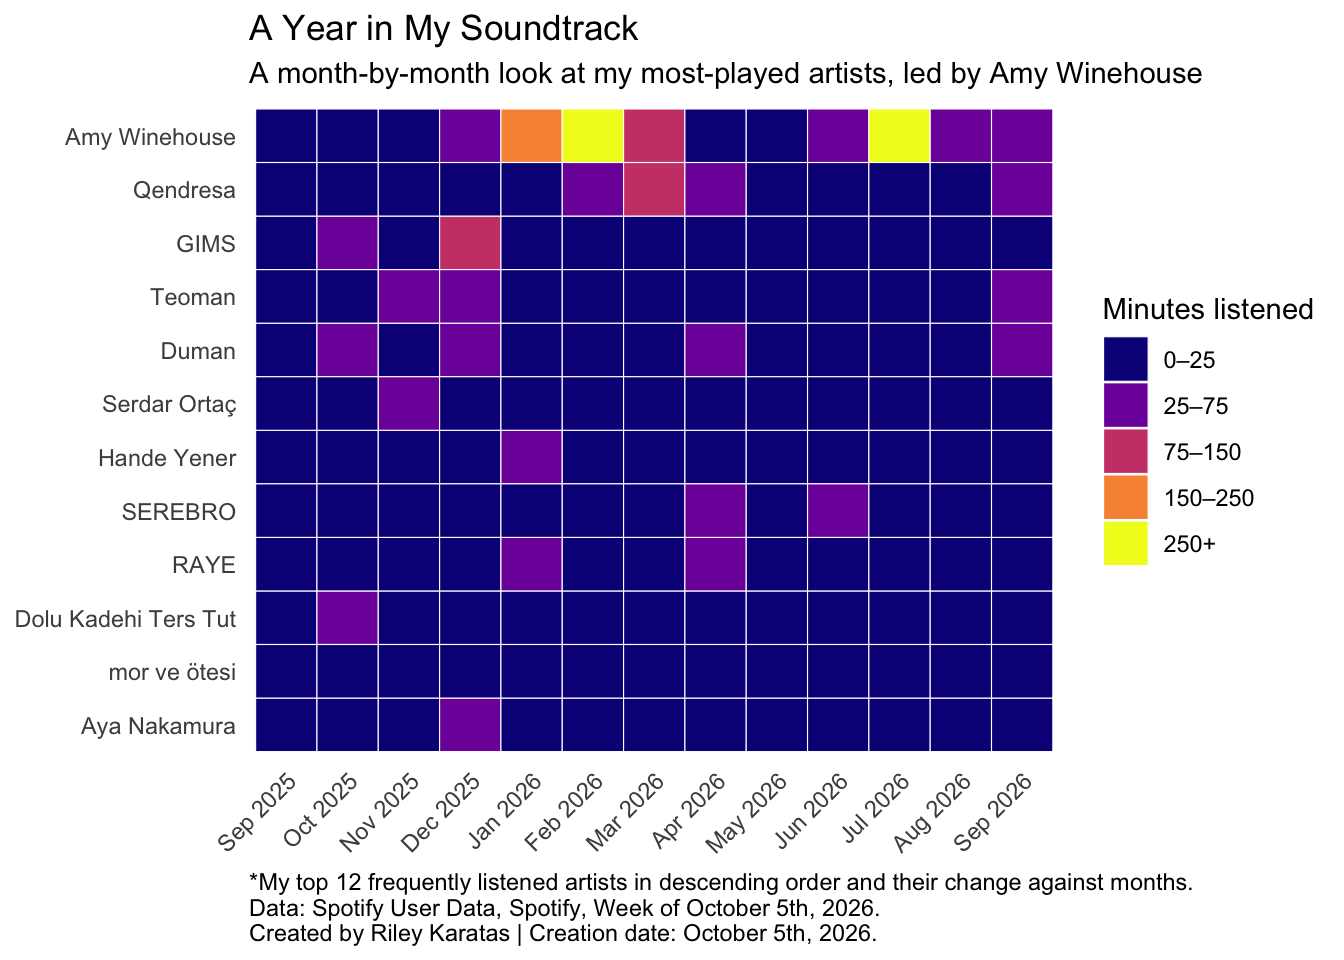 A Year in My Soundtrack
A month-by-month look at my most-played artists, led by Amy Winehouse
Amy Winehouse
Qendresa
GIMS
Teoman
Duman
Serdar Ortaç
Hande Yener
SEREBRO
RAYE
Dolu Kadehi Ters Tut
mor ve ötesi
Aya Nakamura
Sep 2025
Oct 2025
Nov 2025
Dec 2025
Jan 2026
Feb 2026
Mar 2026
Apr 2026
May 2026
Jun 2026
Jul 2026
Aug 2026
Sep 2026
Minutes listened
0–25
25–75
75–150
150–250
250+
*My top 12 frequently listened artists in descending order and their change against months.
Data: Spotify User Data, Spotify, Week of October 5th, 2026.
Created by Riley Karatas | Creation date: October 5th, 2026.